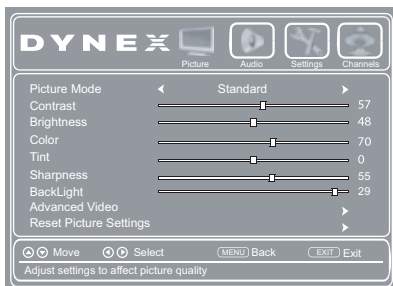 DYNEX
Picture Audio Settings Channels
Picture Mode Standard
Contrast 57
Brightness 48
Color 70
Tint 0
Sharpness 55
BackLight 29
Advanced Video
Reset Picture Settings
Move Select MENU Back EXIT Exit
Adjust settings to affect picture quality